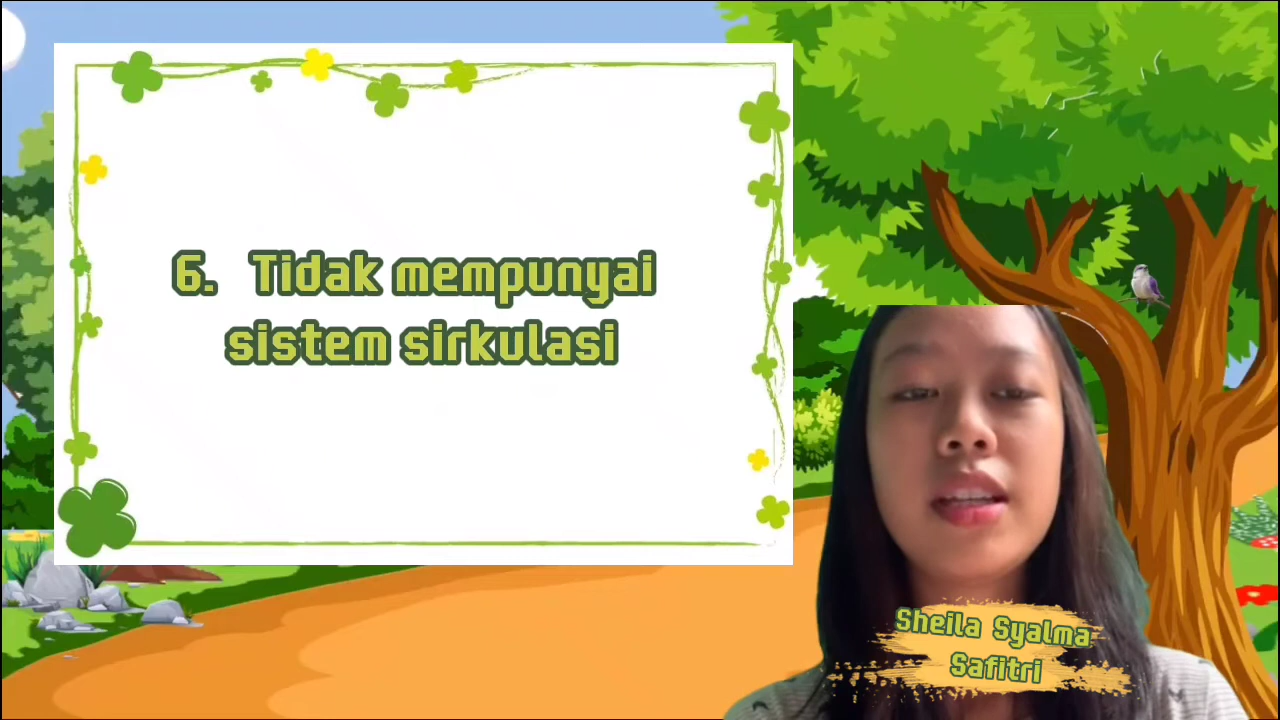 6. Tidak mempunyai
sistem sirkulasi
Sheila Syalma
Safitri